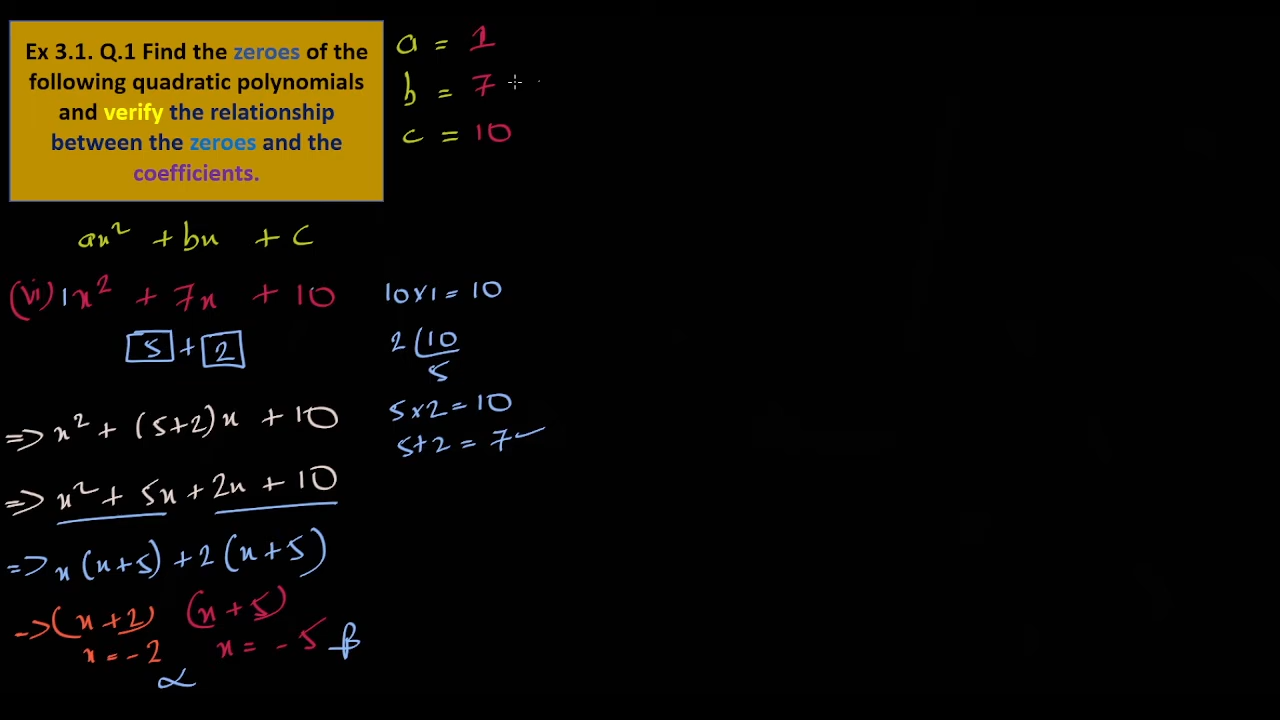 Ex 3.1. Q.1 Find the zeroes of the
following quadratic polynomials
and verify the relationship
between the zeroes and the
coefficients.
a = 1
b = 7
c = 10
ax² + bx + c
(vi) 1x² + 7x + 10
5 + 2
=> x² + (5+2)x + 10
=> x² + 5x + 2x + 10
=> x(x+5) + 2(x+5)
-> (x+2) (x+5)
x = -2 x = -5 β
α
10×1 = 10
2 (10
5
5×2 = 10
5+2 = 7 ✓